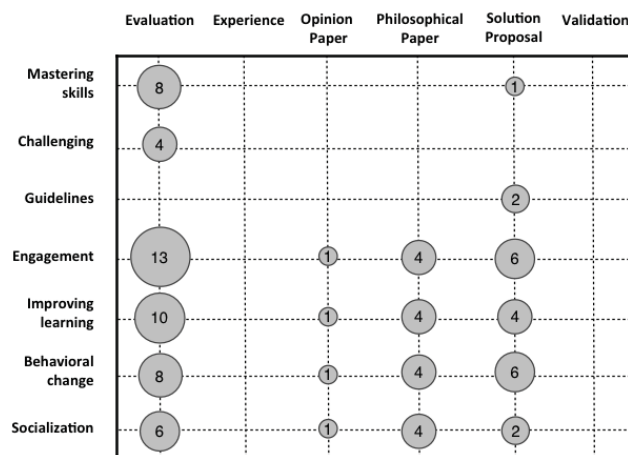 Evaluation Experience Opinion Paper Philosophical Paper Solution Proposal Validation
Mastering skills 8 1
Challenging 4
Guidelines 2
Engagement 13 1 4 6
Improving learning 10 1 4 4
Behavioral change 8 1 4 6
Socialization 6 1 4 2